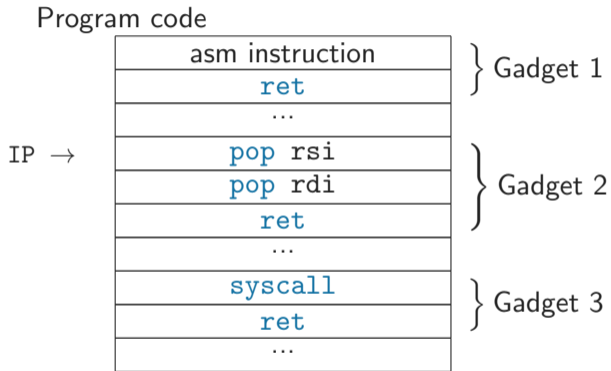 Program code
asm instruction
ret
Gadget 1
...
IP → pop rsi
pop rdi
ret
Gadget 2
...
syscall
ret
Gadget 3
...